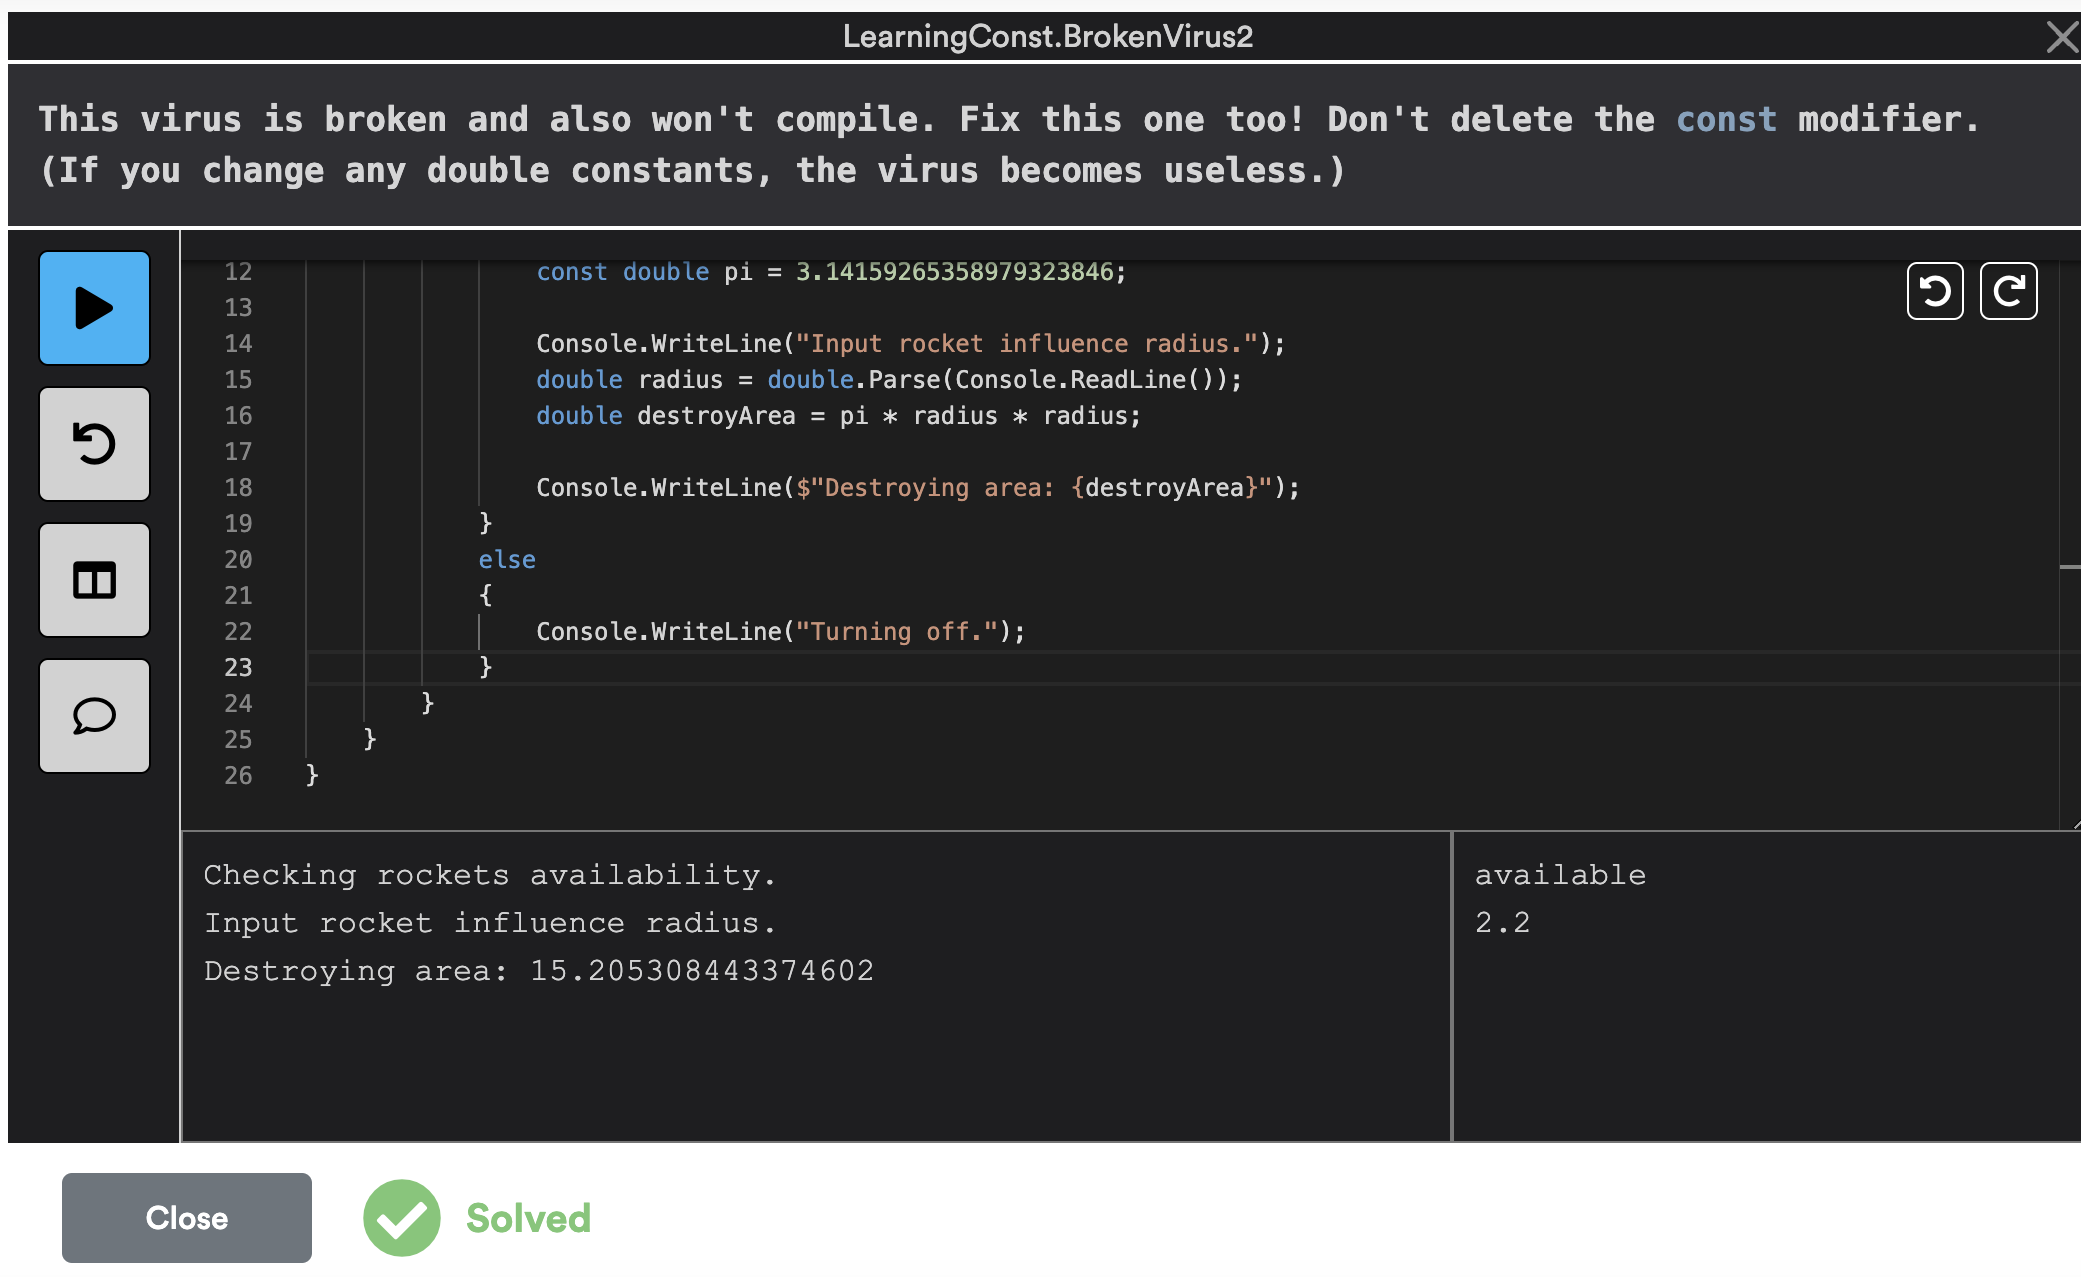 LearningConst.BrokenVirus2
This virus is broken and also won't compile. Fix this one too! Don't delete the const modifier.
(If you change any double constants, the virus becomes useless.)
12 const double pi = 3.14159265358979323846;
13
14 Console.WriteLine("Input rocket influence radius.");
15 double radius = double.Parse(Console.ReadLine());
16 double destroyArea = pi * radius * radius;
17
18 Console.WriteLine($"Destroying area: {destroyArea}");
19 }
20 else
21 {
22 Console.WriteLine("Turning off.");
23 }
24 }
25 }
26 }
Checking rockets availability.
Input rocket influence radius.
Destroying area: 15.205308443374602
available
2.2
Close
Solved